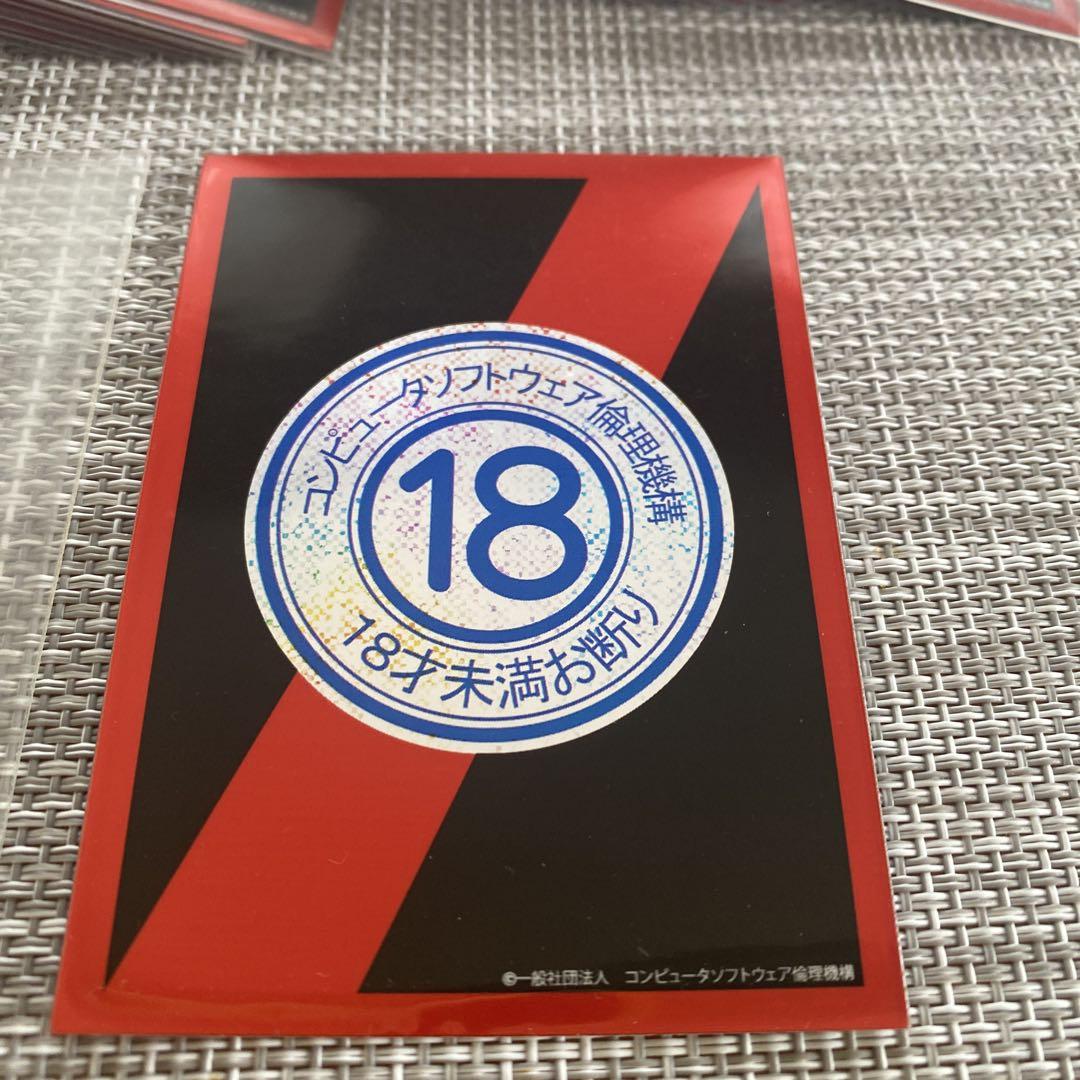 コンピュータソフトウェア倫理機構
18
18才未満お断り
©一般社団法人　コンピュータソフトウェア倫理機構